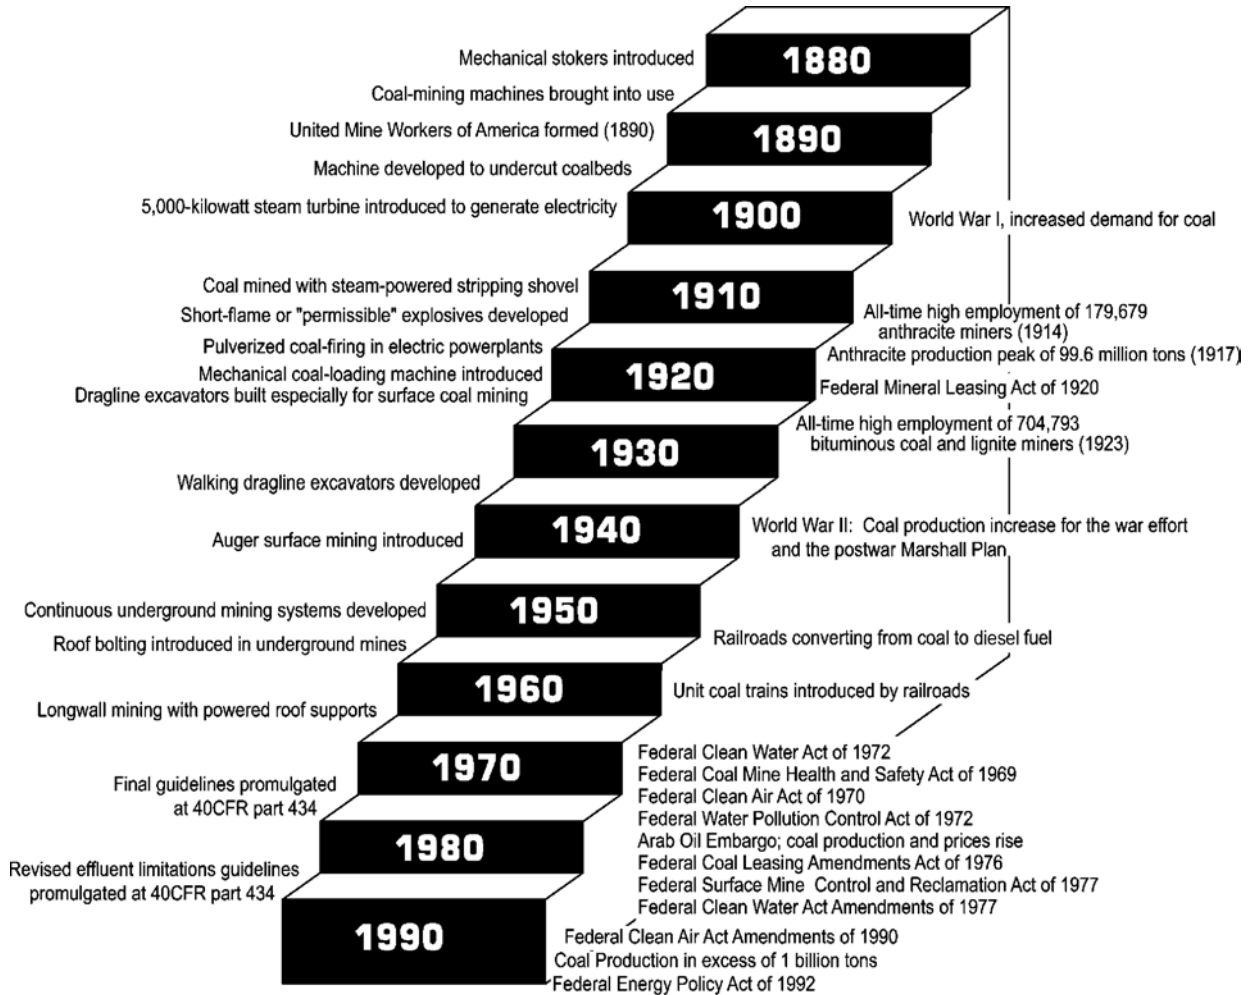 Mechanical stokers introduced
1880
Coal-mining machines brought into use
United Mine Workers of America formed (1890)
1890
Machine developed to undercut coalbeds
5,000-kilowatt steam turbine introduced to generate electricity
1900
World War I, increased demand for coal
Coal mined with steam-powered stripping shovel
1910
Short-flame or "permissible" explosives developed
All-time high employment of 179,679
anthracite miners (1914)
Pulverized coal-firing in electric powerplants
Anthracite production peak of 99.6 million tons (1917)
Mechanical coal-loading machine introduced
1920
Federal Mineral Leasing Act of 1920
Dragline excavators built especially for surface coal mining
All-time high employment of 704,793
bituminous coal and lignite miners (1923)
1930
Walking dragline excavators developed
Auger surface mining introduced
1940
World War II: Coal production increase for the war effort
and the postwar Marshall Plan
Continuous underground mining systems developed
1950
Roof bolting introduced in underground mines
Railroads converting from coal to diesel fuel
1960
Unit coal trains introduced by railroads
Longwall mining with powered roof supports
1970
Final guidelines promulgated
at 40CFR part 434
Federal Clean Water Act of 1972
Federal Coal Mine Health and Safety Act of 1969
Federal Clean Air Act of 1970
Federal Water Pollution Control Act of 1972
Arab Oil Embargo; coal production and prices rise
Federal Coal Leasing Amendments Act of 1976
Federal Surface Mine Control and Reclamation Act of 1977
Federal Clean Water Act Amendments of 1977
1980
Revised effluent limitations guidelines
promulgated at 40CFR part 434
1990
Federal Clean Air Act Amendments of 1990
Coal Production in excess of 1 billion tons
Federal Energy Policy Act of 1992